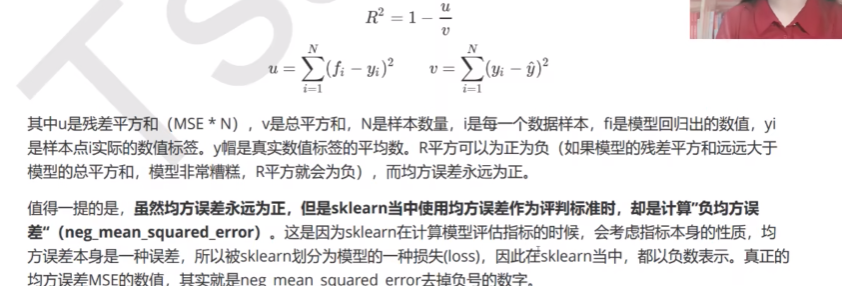 R² = 1 − u/v
u = ∑_{i=1}^{N}(f_i − y_i)² v = ∑_{i=1}^{N}(y_i − ŷ)²
其中u是残差平方和（MSE * N），v是总平方和，N是样本数量，i是每一个数据样本，fi是模型回归出的数值，yi
是样本点i实际的数值标签。y帽是真实数值标签的平均数。R平方可以为正为负（如果模型的残差平方和远远大于
模型的总平方和，模型非常糟糕，R平方就会为负），而均方误差永远为正。
值得一提的是，虽然均方误差永远为正，但是sklearn当中使用均方误差作为评判标准时，却是计算”负均方误
差“（neg_mean_squared_error）。这是因为sklearn在计算模型评估指标的时候，会考虑指标本身的性质，均
方误差本身是一种误差，所以被sklearn划分为模型的一种损失(loss)，因此在sklearn当中，都以负数表示。真正的
均方误差MSE的数值，其实就是neg_mean_squared_error去掉负号的数字。